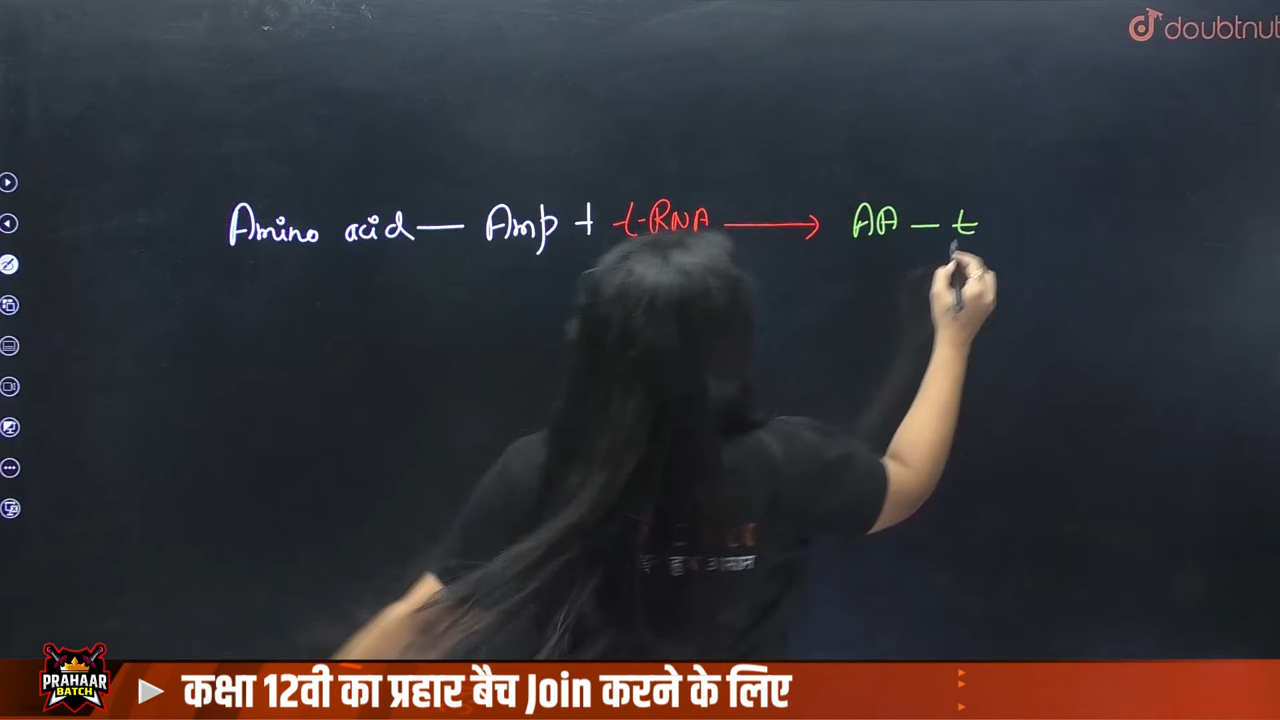 doubtnut
Amino acid — Amp + t-RNA → AA — t
PRAHAAR
BATCH
कक्षा 12वी का प्रहार बैच Join करने के लिए